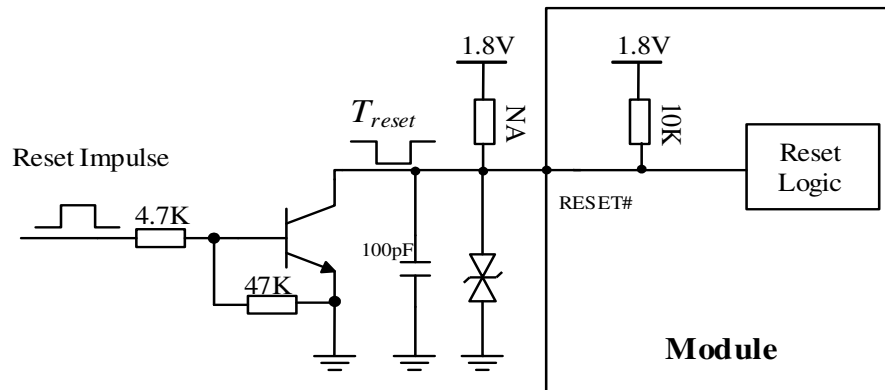 1.8V
1.8V
NA
10K
T_reset
Reset Impulse
Reset
Logic
4.7K
RESET#
100pF
47K
Module